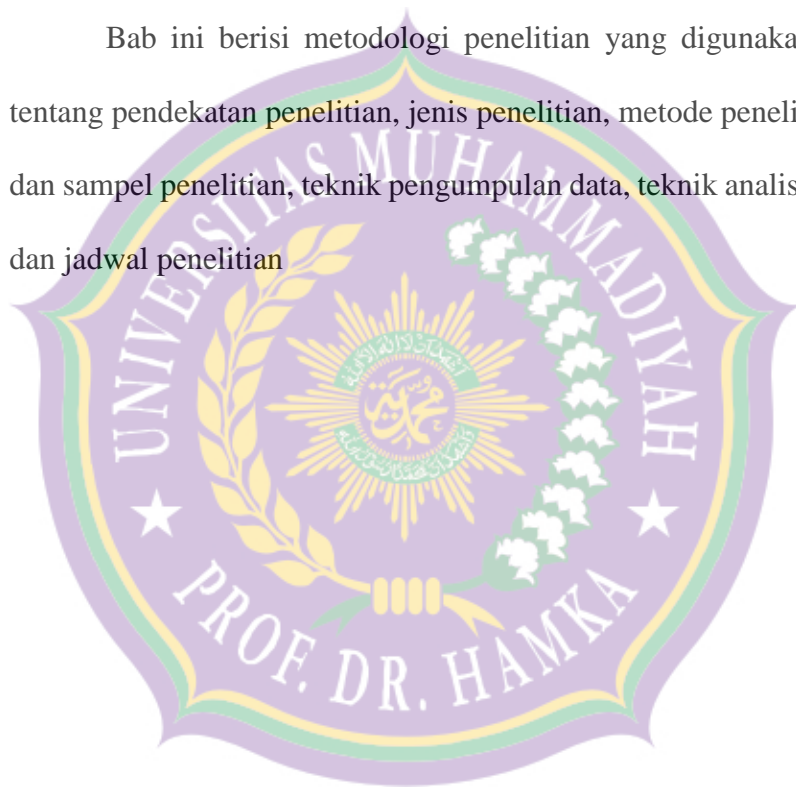 Bab ini berisi metodologi penelitian yang digunaka
tentang pendekatan penelitian, jenis penelitian, metode peneli
dan sampel penelitian, teknik pengumpulan data, teknik analis
dan jadwal penelitian
UNIVERSITAS MUHAMMADIYAH
محمدية
PROF. DR. HAMKA